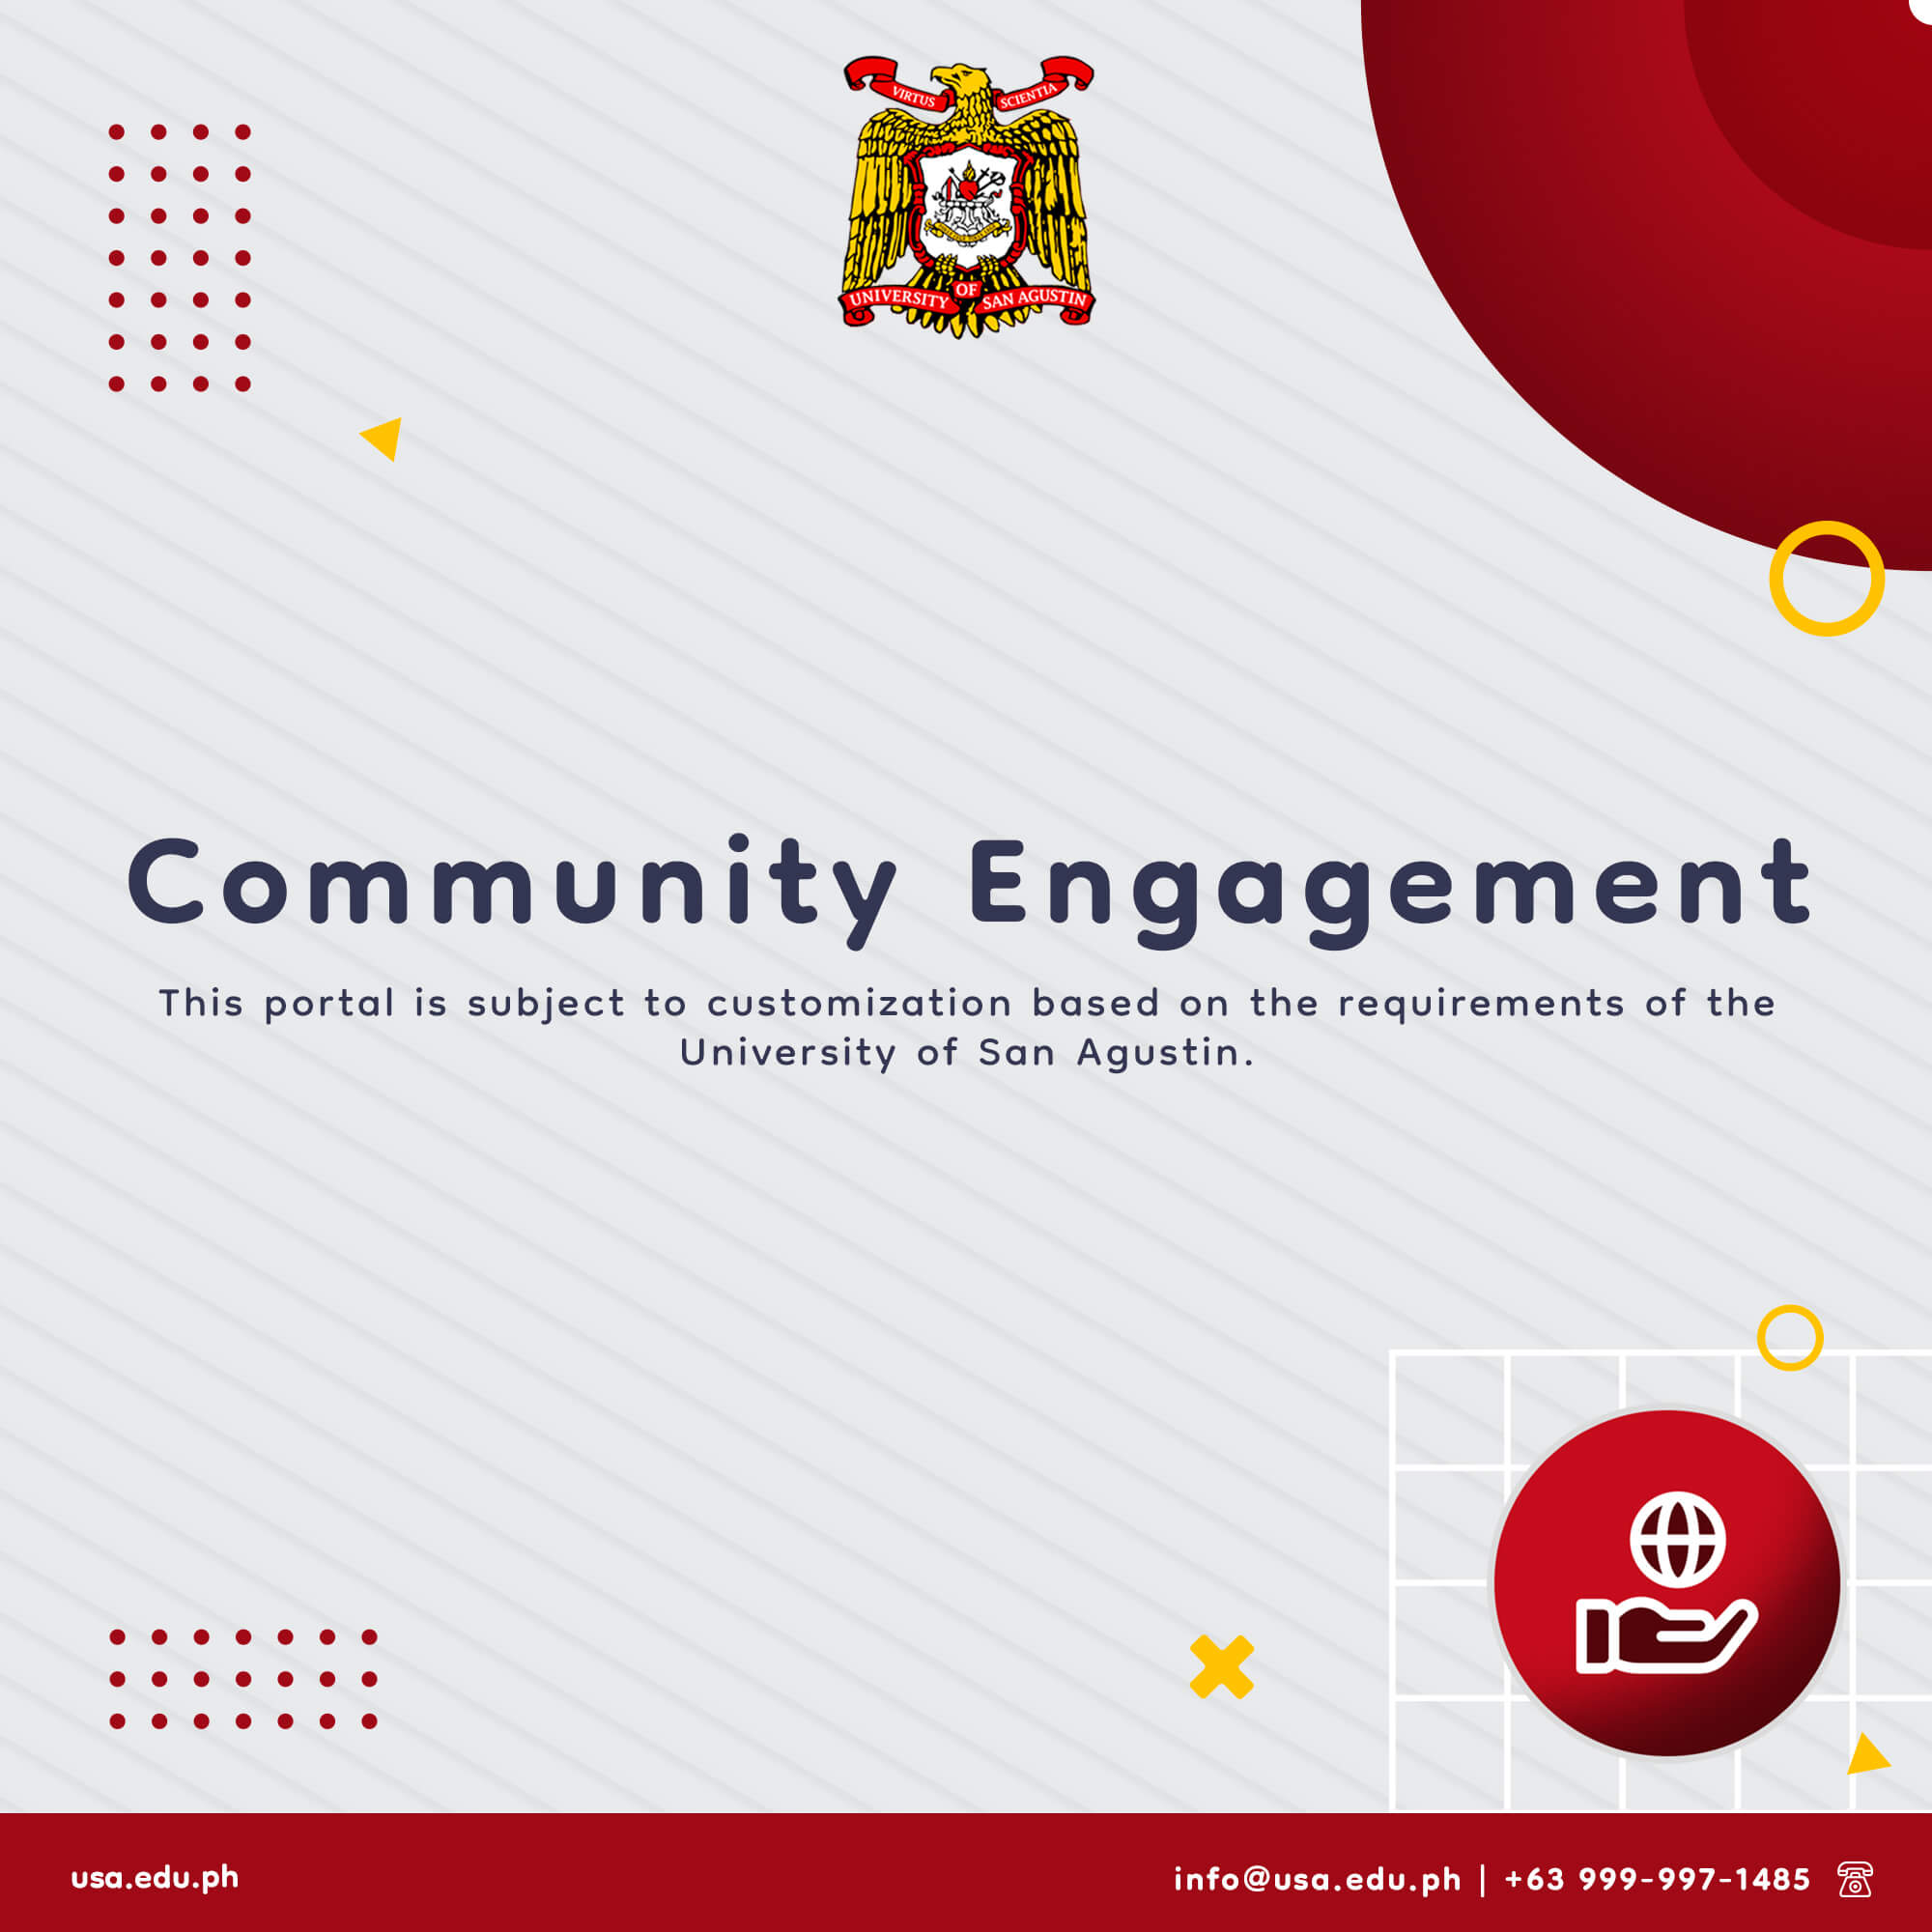 VIRTUS SCIENTIA
UNIVERSITY OF SAN AGUSTIN
Community Engagement
This portal is subject to customization based on the requirements of the
University of San Agustin.
usa.edu.ph
info@usa.edu.ph | +63 999-997-1485